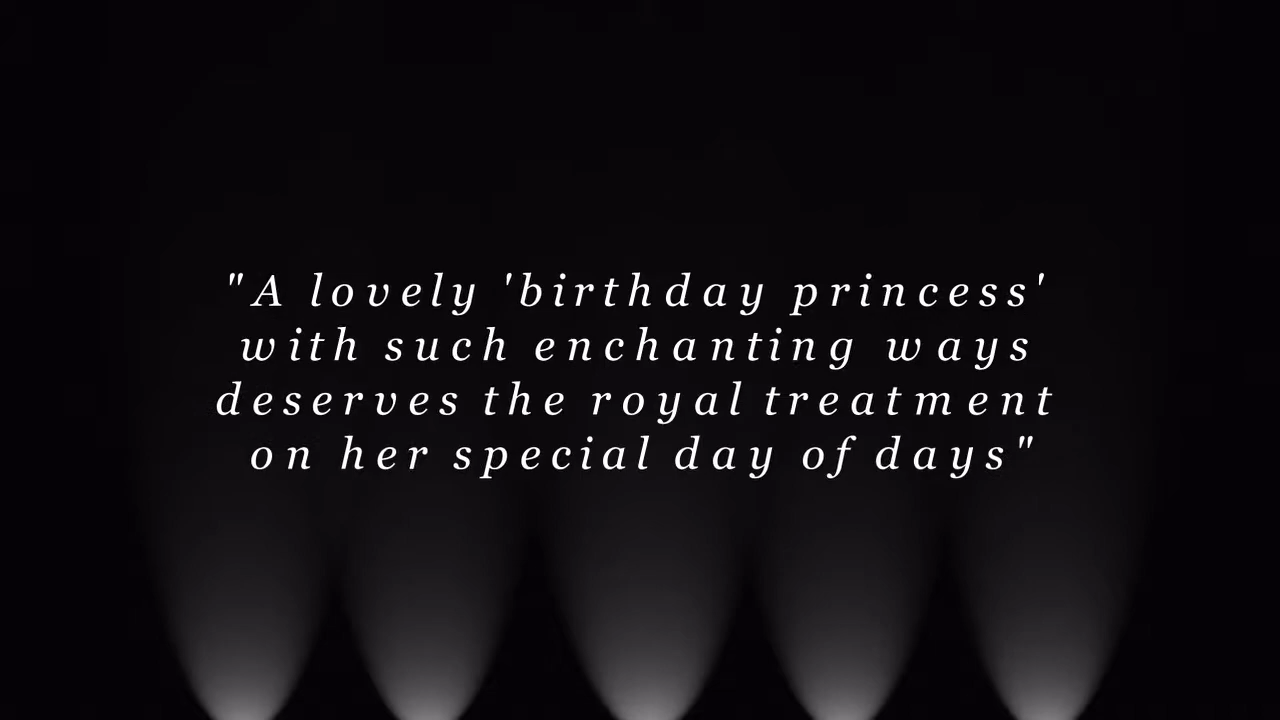 "A lovely 'birthday princess'
with such enchanting ways
deserves the royal treatment
on her special day of days"